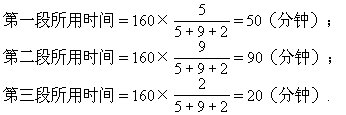 第一段所用时间＝160×5/(5+9+2)＝50（分钟）；
第二段所用时间＝160×9/(5+9+2)＝90（分钟）；
第三段所用时间＝160×2/(5+9+2)＝20（分钟）.